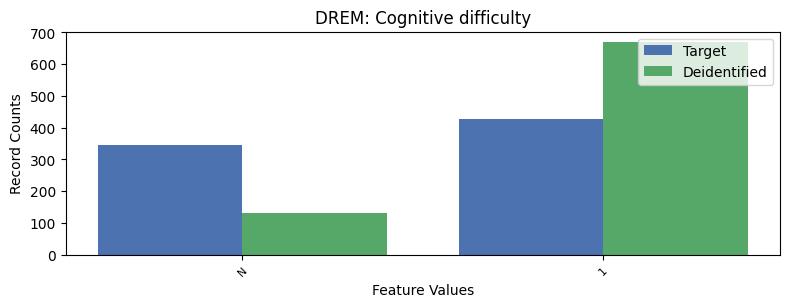 DREM: Cognitive difficulty
Record Counts
700
600
500
400
300
200
100
0
Target
Deidentified
N
1
Feature Values